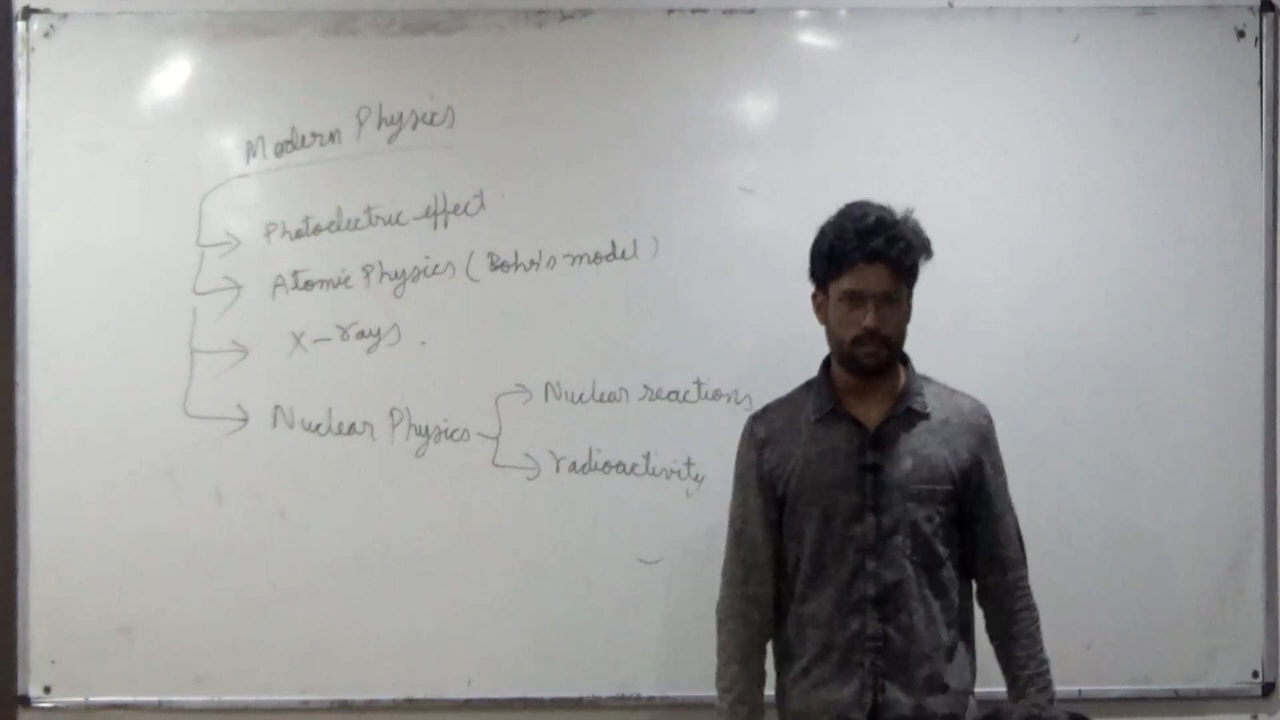 Modern Physics
Photoelectric effect
Atomic Physics (Bohr's model)
X-rays.
Nuclear Physics
Nuclear reactions
radioactivity